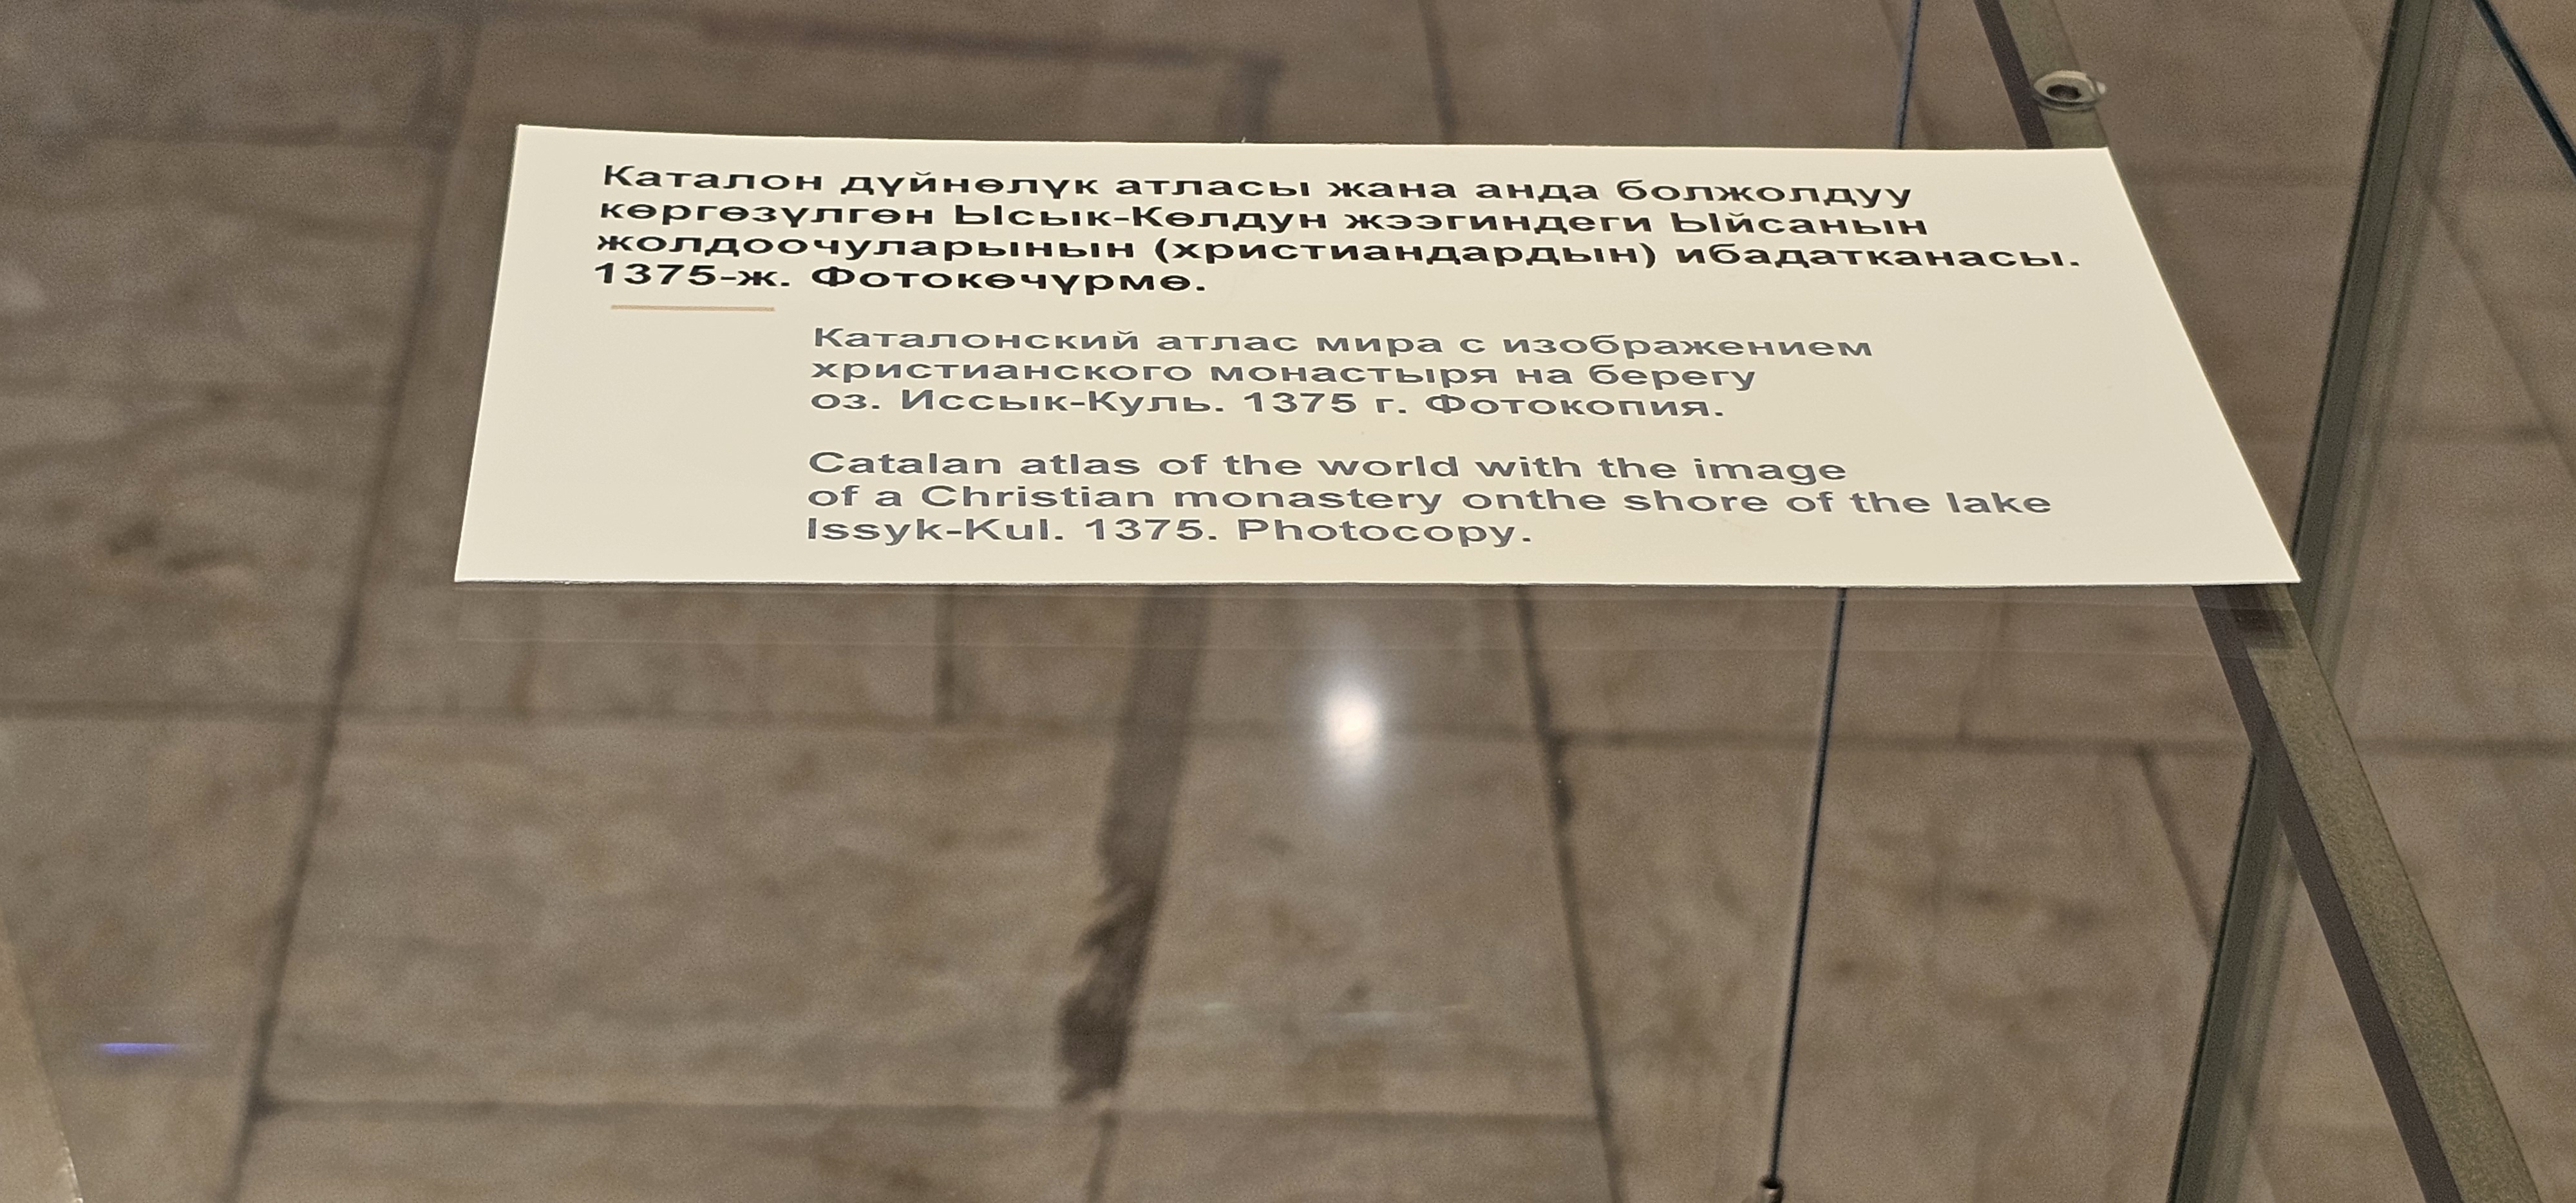 Каталон дүйнөлүк атласы жана анда болжолдуу
көргөзүлгөн Ысык-Көлдун жээгиндеги Ыйсанын
жолдоочуларынын (христиандардын) ибадатканасы.
1375-ж. Фотокөчүрмө.
Каталонский атлас мира с изображением
христианского монастыря на берегу
оз. Иссык-Куль. 1375 г. Фотокопия.
Catalan atlas of the world with the image
of a Christian monastery onthe shore of the lake
Issyk-Kul. 1375. Photocopy.